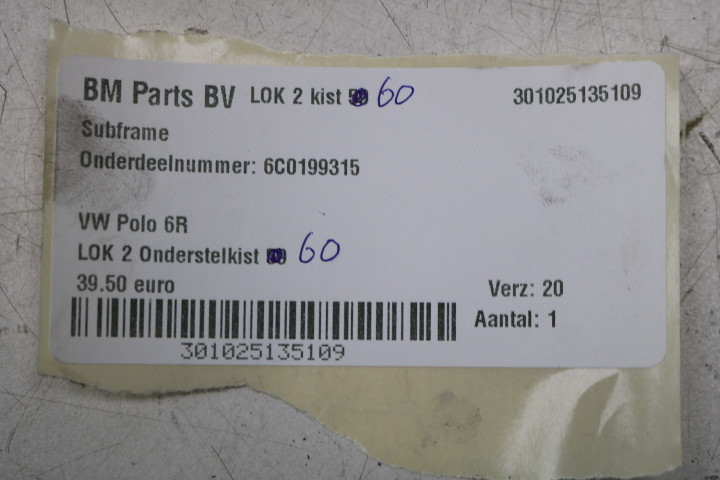 BM Parts BV LOK 2 kist 60 301025135109
Subframe
Onderdeelnummer: 6C0199315
VW Polo 6R
LOK 2 Onderstelkist 60
39.50 euro Verz: 20
Aantal: 1
301025135109